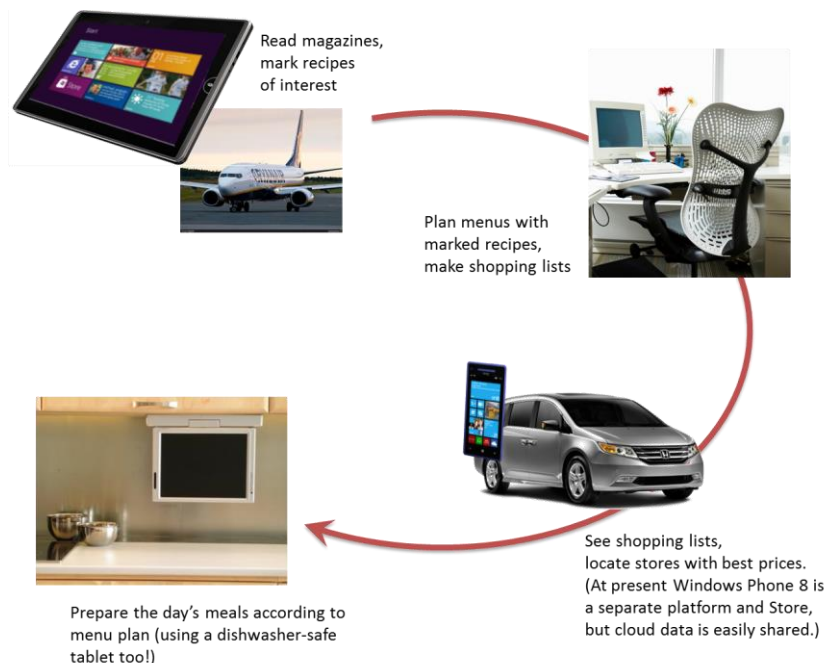 Read magazines,
mark recipes
of interest
Start
Store
Plan menus with
marked recipes,
make shopping lists
See shopping lists,
locate stores with best prices.
(At present Windows Phone 8 is
a separate platform and Store,
but cloud data is easily shared.)
Prepare the day's meals according to
menu plan (using a dishwasher-safe
tablet too!)